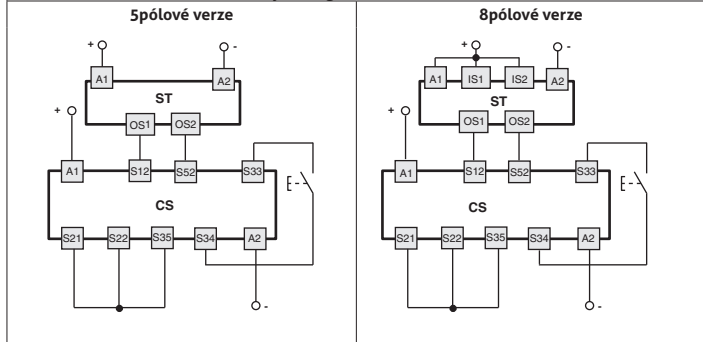 5pólové verze
8pólové verze
+ -
A1 A2
ST
OS1 OS2
+
A1 S12 S52 S33
CS
S21 S22 S35 S34 A2
-
+ -
A1 IS1 IS2 A2
ST
OS1 OS2
+
A1 S12 S52 S33
CS
S21 S22 S35 S34 A2
-